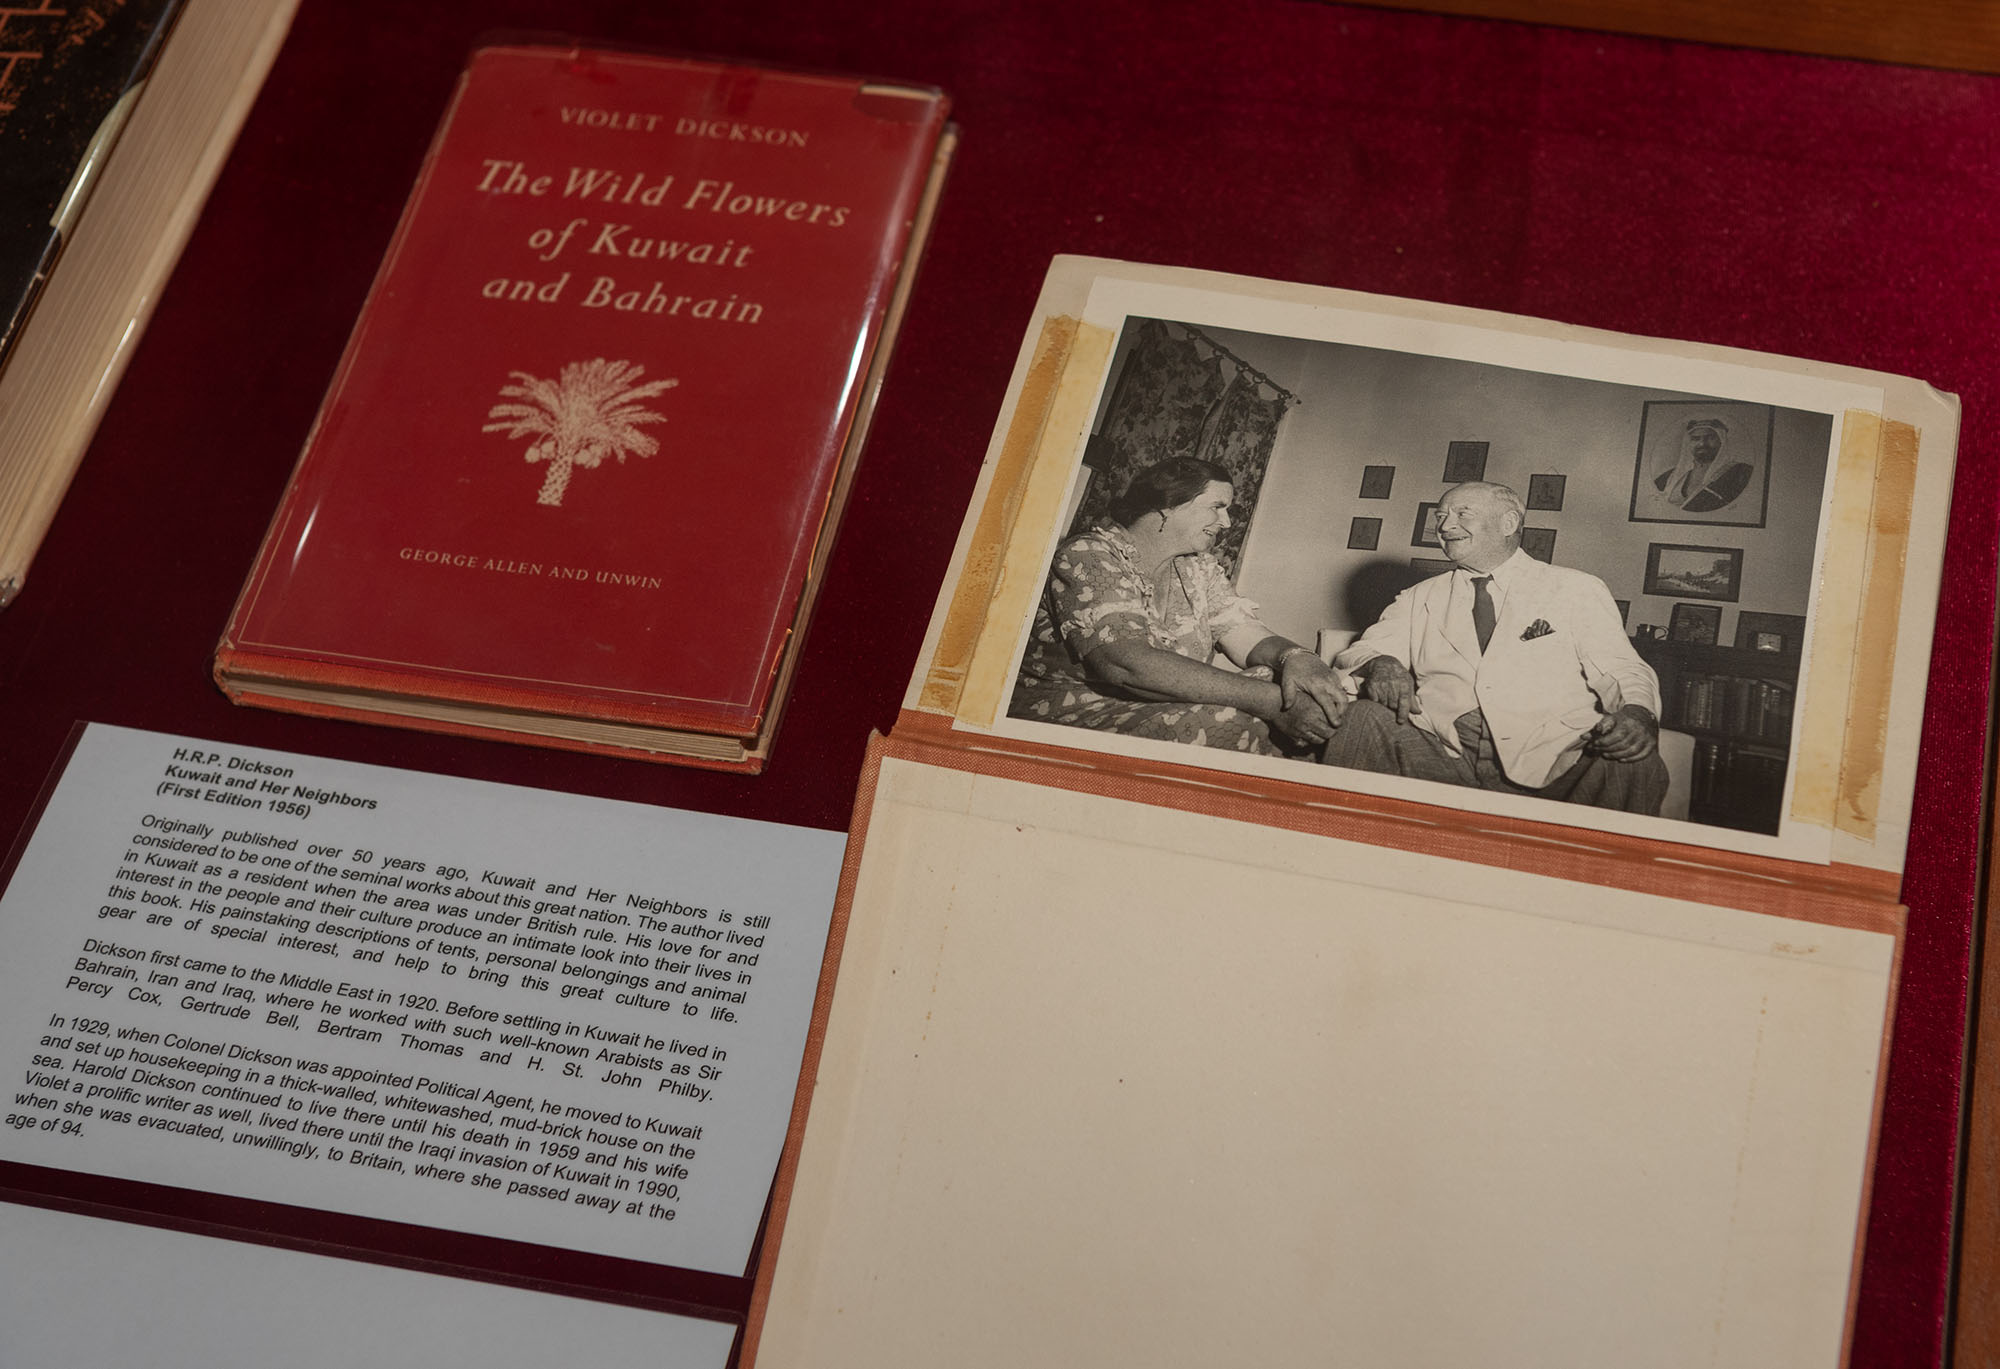 VIOLET DICKSON
The Wild Flowers
of Kuwait
and Bahrain
GEORGE ALLEN AND UNWIN
H.R.P. Dickson
Kuwait and Her Neighbors
(First Edition 1956)
Originally published over 50 years ago, Kuwait and Her Neighbors is still
considered to be one of the seminal works about this great nation. The author lived
in Kuwait as a resident when the area was under British rule. His love for and
interest in the people and their culture produce an intimate look into their lives in
this book. His painstaking descriptions of tents, personal belongings and animal
gear are of special interest, and help to bring this great culture to life.
Dickson first came to the Middle East in 1920. Before settling in Kuwait he lived in
Bahrain, Iran and Iraq, where he worked with such well-known Arabists as Sir
Percy Cox, Gertrude Bell, Bertram Thomas and H. St. John Philby.
In 1929, when Colonel Dickson was appointed Political Agent, he moved to Kuwait
and set up housekeeping in a thick-walled, whitewashed, mud-brick house on the
sea. Harold Dickson continued to live there until his death in 1959 and his wife
Violet a prolific writer as well, lived there until the Iraqi invasion of Kuwait in 1990,
when she was evacuated, unwillingly, to Britain, where she passed away at the
age of 94.